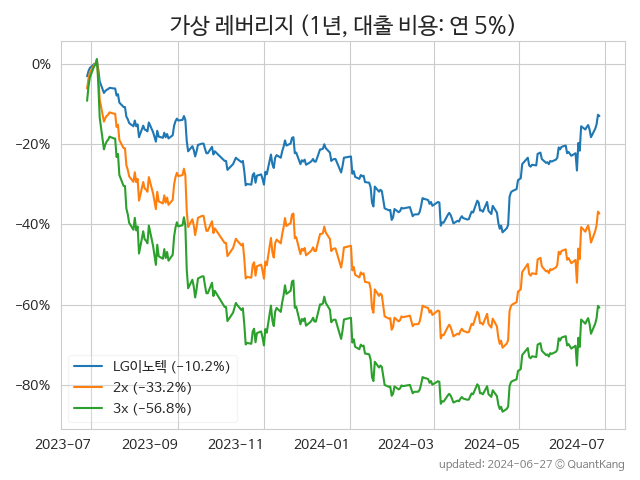 가상 레버리지 (1년, 대출 비용: 연 5%)
0%
−20%
−40%
−60%
−80%
LG이노텍 (−10.2%)
2x (−33.2%)
3x (−56.8%)
2023-07 2023-09 2023-11 2024-01 2024-03 2024-05 2024-07
updated: 2024-06-27 © QuantKang